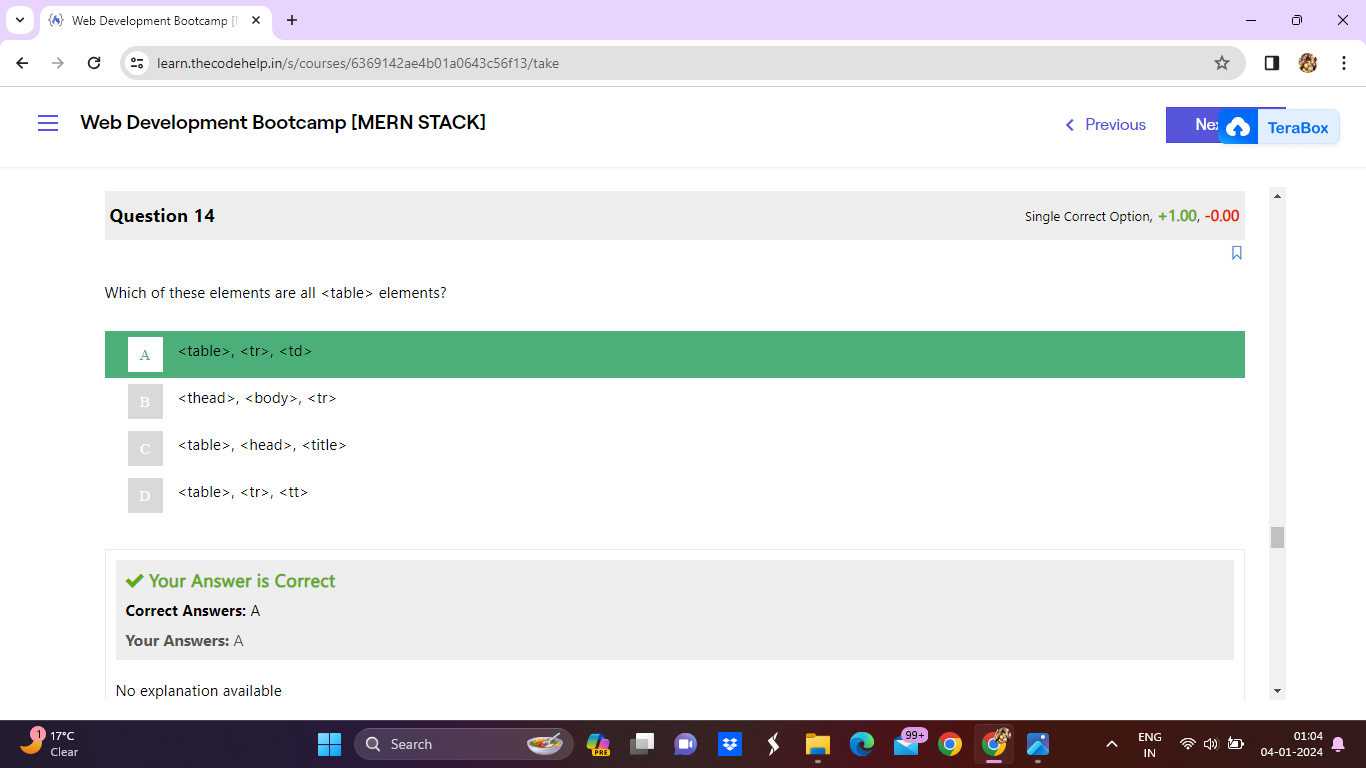 Web Development Bootcamp [
learn.thecodehelp.in/s/courses/6369142ae4b01a0643c56f13/take
Web Development Bootcamp [MERN STACK]
Previous
TeraBox
Question 14
Single Correct Option, +1.00, -0.00
Which of these elements are all <table> elements?
A <table>, <tr>, <td>
B <thead>, <body>, <tr>
C <table>, <head>, <title>
D <table>, <tr>, <tt>
Your Answer is Correct
Correct Answers: A
Your Answers: A
No explanation available
1
17°C
Clear
Search
PRE
99+
ENG
IN
01:04
04-01-2024